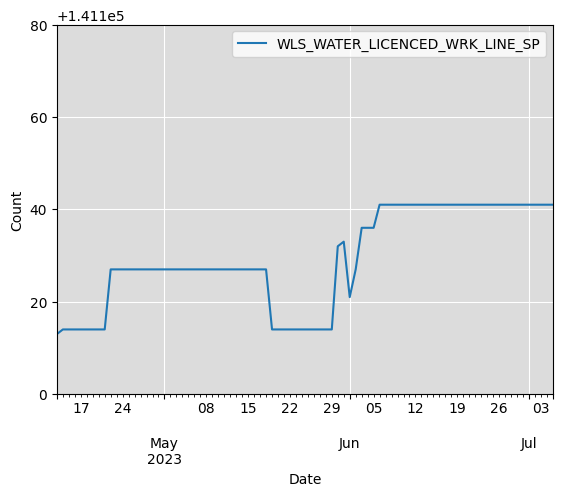 +1.411e5
WLS_WATER_LICENCED_WRK_LINE_SP
80
60
40
20
0
Count
17 24 08 15 22 29 05 12 19 26 03
May Jun Jul
2023
Date